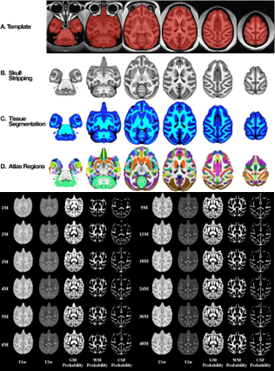 A. Template
B. Skull
Stripping
C. Tissue
Segmentation
D. Atlas Regions
1M
9M
2M
12M
3M
18M
4M
24M
36M
6M
48M
T1w
T2w
GM
Probability
WM
Probability
CSF
Probability
T1w
T2w
GM
Probability
WM
Probability
CSF
Probability